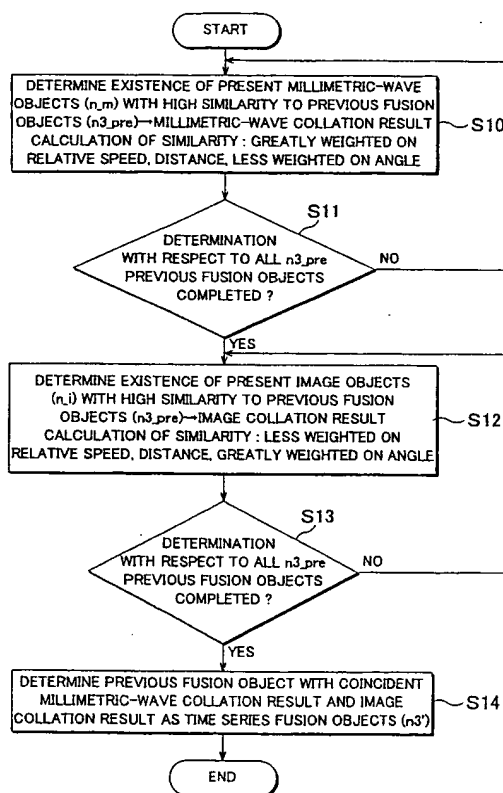 START
DETERMINE EXISTENCE OF PRESENT MILLIMETRIC-WAVE
OBJECTS (n_m) WITH HIGH SIMILARITY TO PREVIOUS FUSION
OBJECTS (n3_pre)→MILLIMETRIC-WAVE COLLATION RESULT
CALCULATION OF SIMILARITY : GREATLY WEIGHTED ON
RELATIVE SPEED, DISTANCE, LESS WEIGHTED ON ANGLE
S10
S11
DETERMINATION
WITH RESPECT TO ALL n3_pre
PREVIOUS FUSION OBJECTS
COMPLETED ?
NO
YES
DETERMINE EXISTENCE OF PRESENT IMAGE OBJECTS
(n_i) WITH HIGH SIMILARITY TO PREVIOUS FUSION
OBJECTS (n3_pre)→IMAGE COLLATION RESULT
CALCULATION OF SIMILARITY : LESS WEIGHTED ON
RELATIVE SPEED, DISTANCE, GREATLY WEIGHTED ON ANGLE
S12
S13
DETERMINATION
WITH RESPECT TO ALL n3_pre
PREVIOUS FUSION OBJECTS
COMPLETED ?
NO
YES
DETERMINE PREVIOUS FUSION OBJECT WITH COINCIDENT
MILLIMETRIC-WAVE COLLATION RESULT AND IMAGE
COLLATION RESULT AS TIME SERIES FUSION OBJECTS (n3')
S14
END